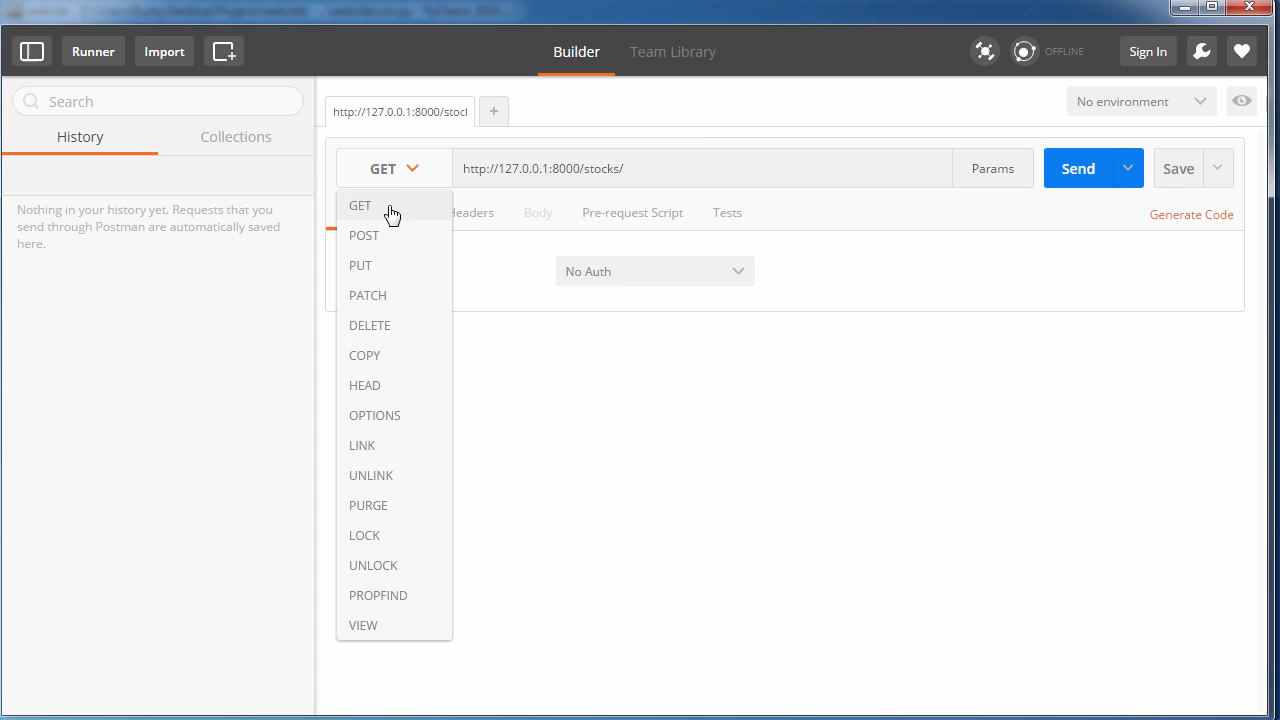 Runner
Import
Builder
Team Library
OFFLINE
Sign In
Search
History
Collections
Nothing in your history yet. Requests that you
send through Postman are automatically saved
here.
http://127.0.0.1:8000/stocl
+
No environment
GET
http://127.0.0.1:8000/stocks/
Params
Send
Save
Headers
Body
Pre-request Script
Tests
Generate Code
No Auth
GET
POST
PUT
PATCH
DELETE
COPY
HEAD
OPTIONS
LINK
UNLINK
PURGE
LOCK
UNLOCK
PROPFIND
VIEW